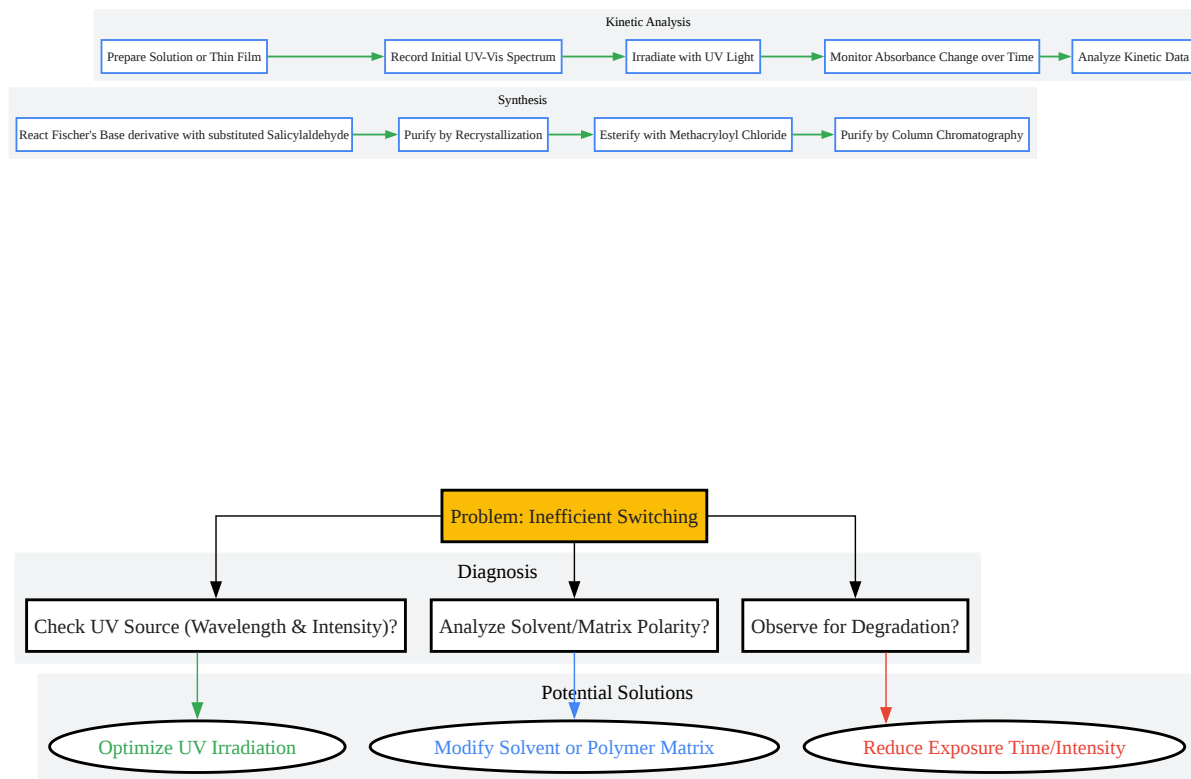 Kinetic Analysis
Prepare Solution or Thin Film
Record Initial UV-Vis Spectrum
Irradiate with UV Light
Monitor Absorbance Change over Time
Analyze Kinetic Data
Synthesis
React Fischer's Base derivative with substituted Salicylaldehyde
Purify by Recrystallization
Esterify with Methacryloyl Chloride
Purify by Column Chromatography
Problem: Inefficient Switching
Diagnosis
Check UV Source (Wavelength & Intensity)?
Analyze Solvent/Matrix Polarity?
Observe for Degradation?
Potential Solutions
Optimize UV Irradiation
Modify Solvent or Polymer Matrix
Reduce Exposure Time/Intensity